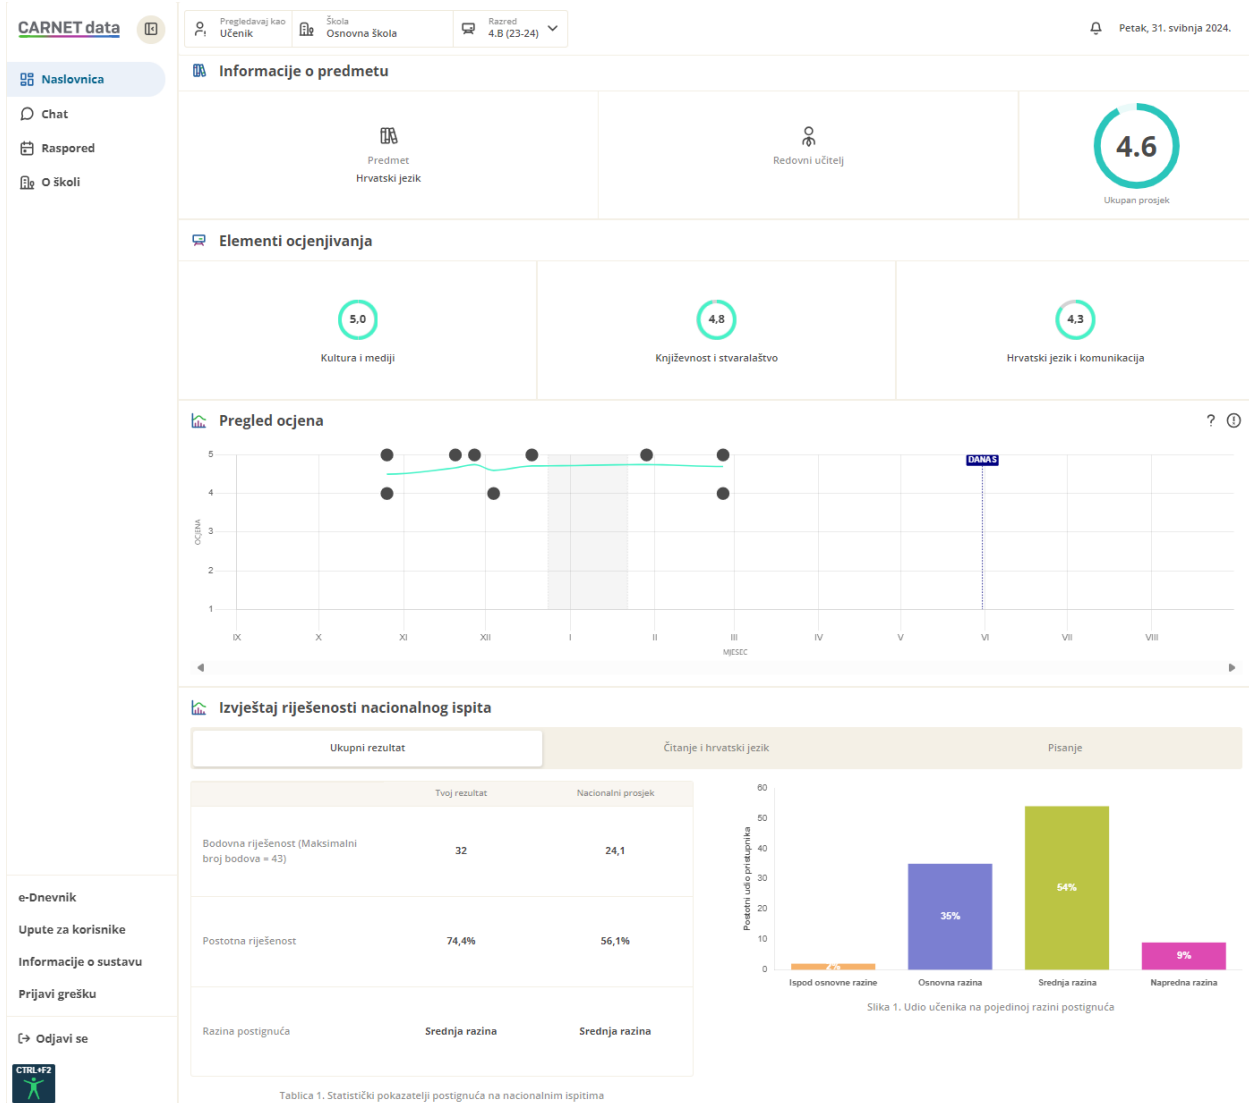 CARNET data
Pregledavaj kao
Učenik
Škola
Osnovna škola
Razred
4.B (23-24)
Petak, 31. svibnja 2024.
Naslovnica
Chat
Raspored
O školi
Informacije o predmetu
Predmet
Hrvatski jezik
Redovni učitelj
4.6
Ukupan prosjek
Elementi ocjenjivanja
5,0
Kultura i mediji
4,8
Književnost i stvaralaštvo
4,3
Hrvatski jezik i komunikacija
Pregled ocjena
?
DANAS
5
4
3
2
1
OCJENA
IX X XI XII I II III IV V VI VII VIII
MJESEC
Izvještaj riješenosti nacionalnog ispita
Ukupni rezultat
Čitanje i hrvatski jezik
Pisanje
Tvoj rezultat
Nacionalni prosjek
Bodovna riješenost (Maksimalni
broj bodova = 43)
32
24,1
Postotna riješenost
74,4%
56,1%
Razina postignuća
Srednja razina
Srednja razina
Tablica 1. Statistički pokazatelji postignuća na nacionalnim ispitima
Postotni udio pristupnika
60
50
40
30
20
10
0
2%
35%
54%
9%
Ispod osnovne razine
Osnovna razina
Srednja razina
Napredna razina
Slika 1. Udio učenika na pojedinoj razini postignuća
e-Dnevnik
Upute za korisnike
Informacije o sustavu
Prijavi grešku
Odjavi se
CTRL+F2